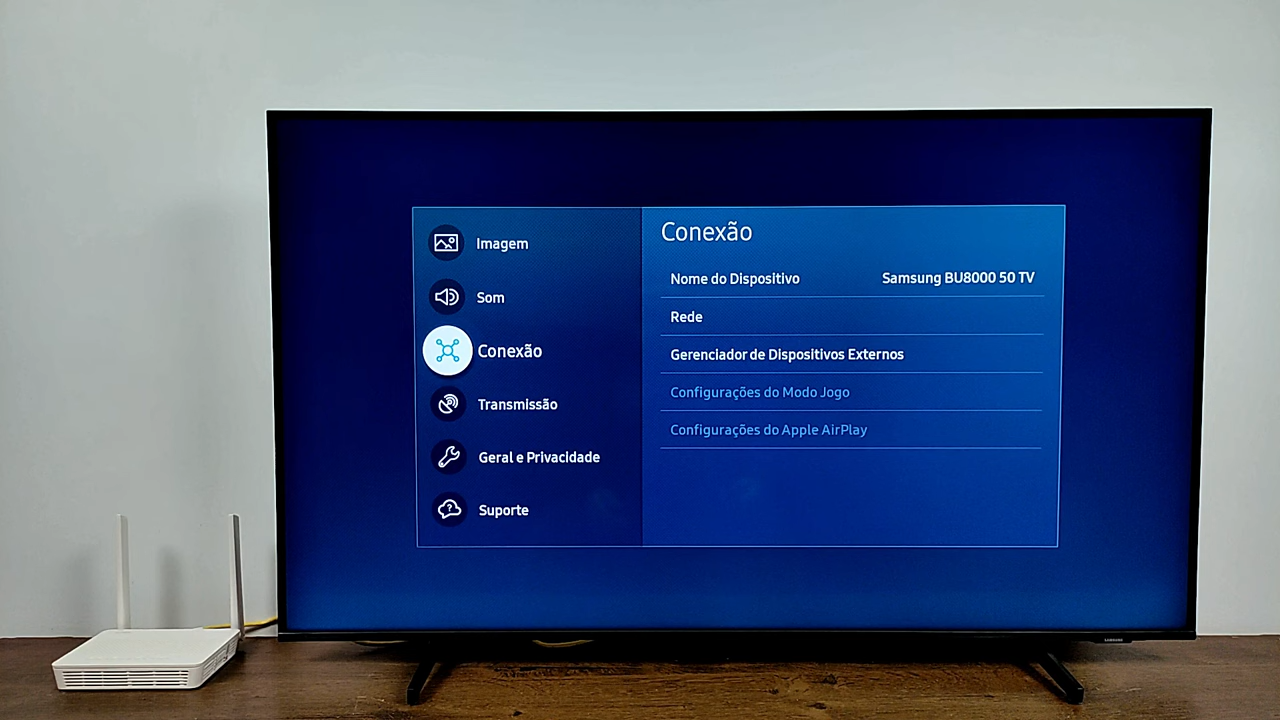 Imagem
Som
Conexão
Transmissão
Geral e Privacidade
Suporte
Conexão
Nome do Dispositivo Samsung BU8000 50 TV
Rede
Gerenciador de Dispositivos Externos
Configurações do Modo Jogo
Configurações do Apple AirPlay
SAMSUNG